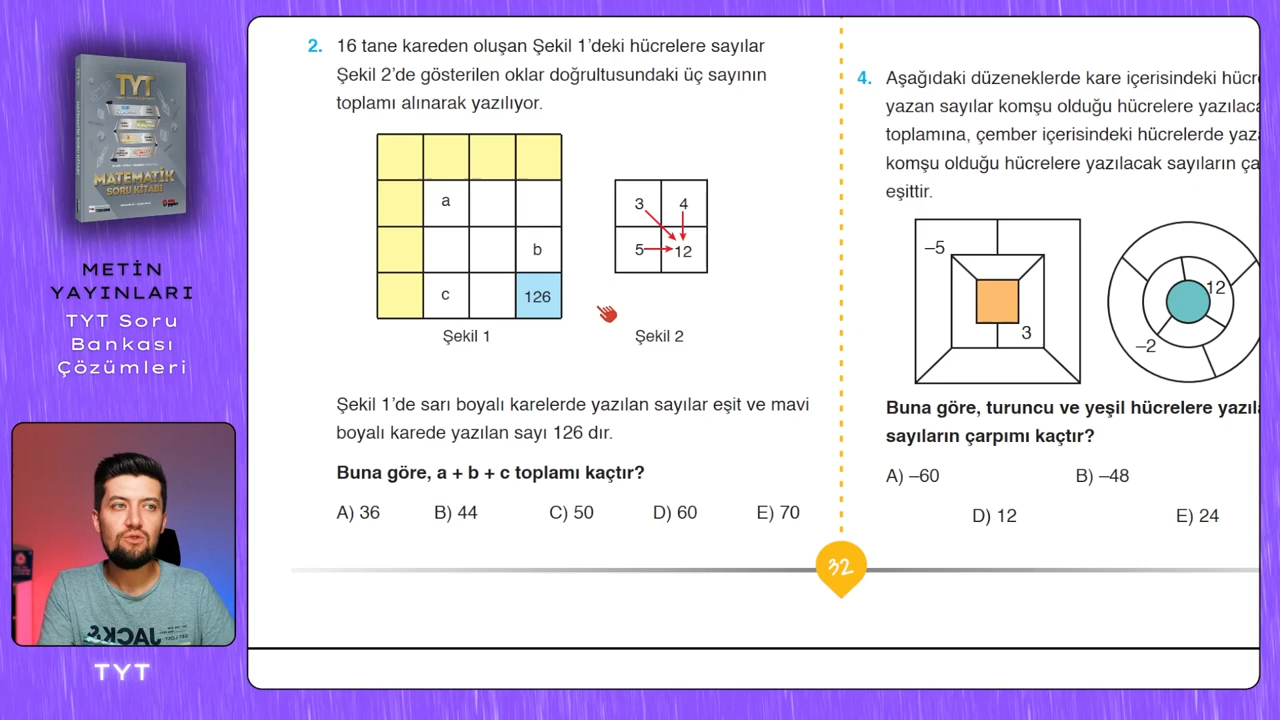 TYT
MATEMATİK
SORU KİTABI
METİN
YAYINLARI
TYT Soru
Bankası
Çözümleri
TYT
2. 16 tane kareden oluşan Şekil 1'deki hücrelere sayılar
Şekil 2'de gösterilen oklar doğrultusundaki üç sayının
toplamı alınarak yazılıyor.
a
b
c
126
Şekil 1
3 4
5 12
Şekil 2
Şekil 1'de sarı boyalı karelerde yazılan sayılar eşit ve mavi
boyalı karede yazılan sayı 126 dır.
Buna göre, a + b + c toplamı kaçtır?
A) 36 B) 44 C) 50 D) 60 E) 70
32
4. Aşağıdaki düzeneklerde kare içerisindeki hücr
yazan sayılar komşu olduğu hücrelere yazılaca
toplamına, çember içerisindeki hücrelerde yaz
komşu olduğu hücrelere yazılacak sayıların ça
eşittir.
–5
3
12
–2
Buna göre, turuncu ve yeşil hücrelere yazıla
sayıların çarpımı kaçtır?
A) –60 B) –48
D) 12 E) 24